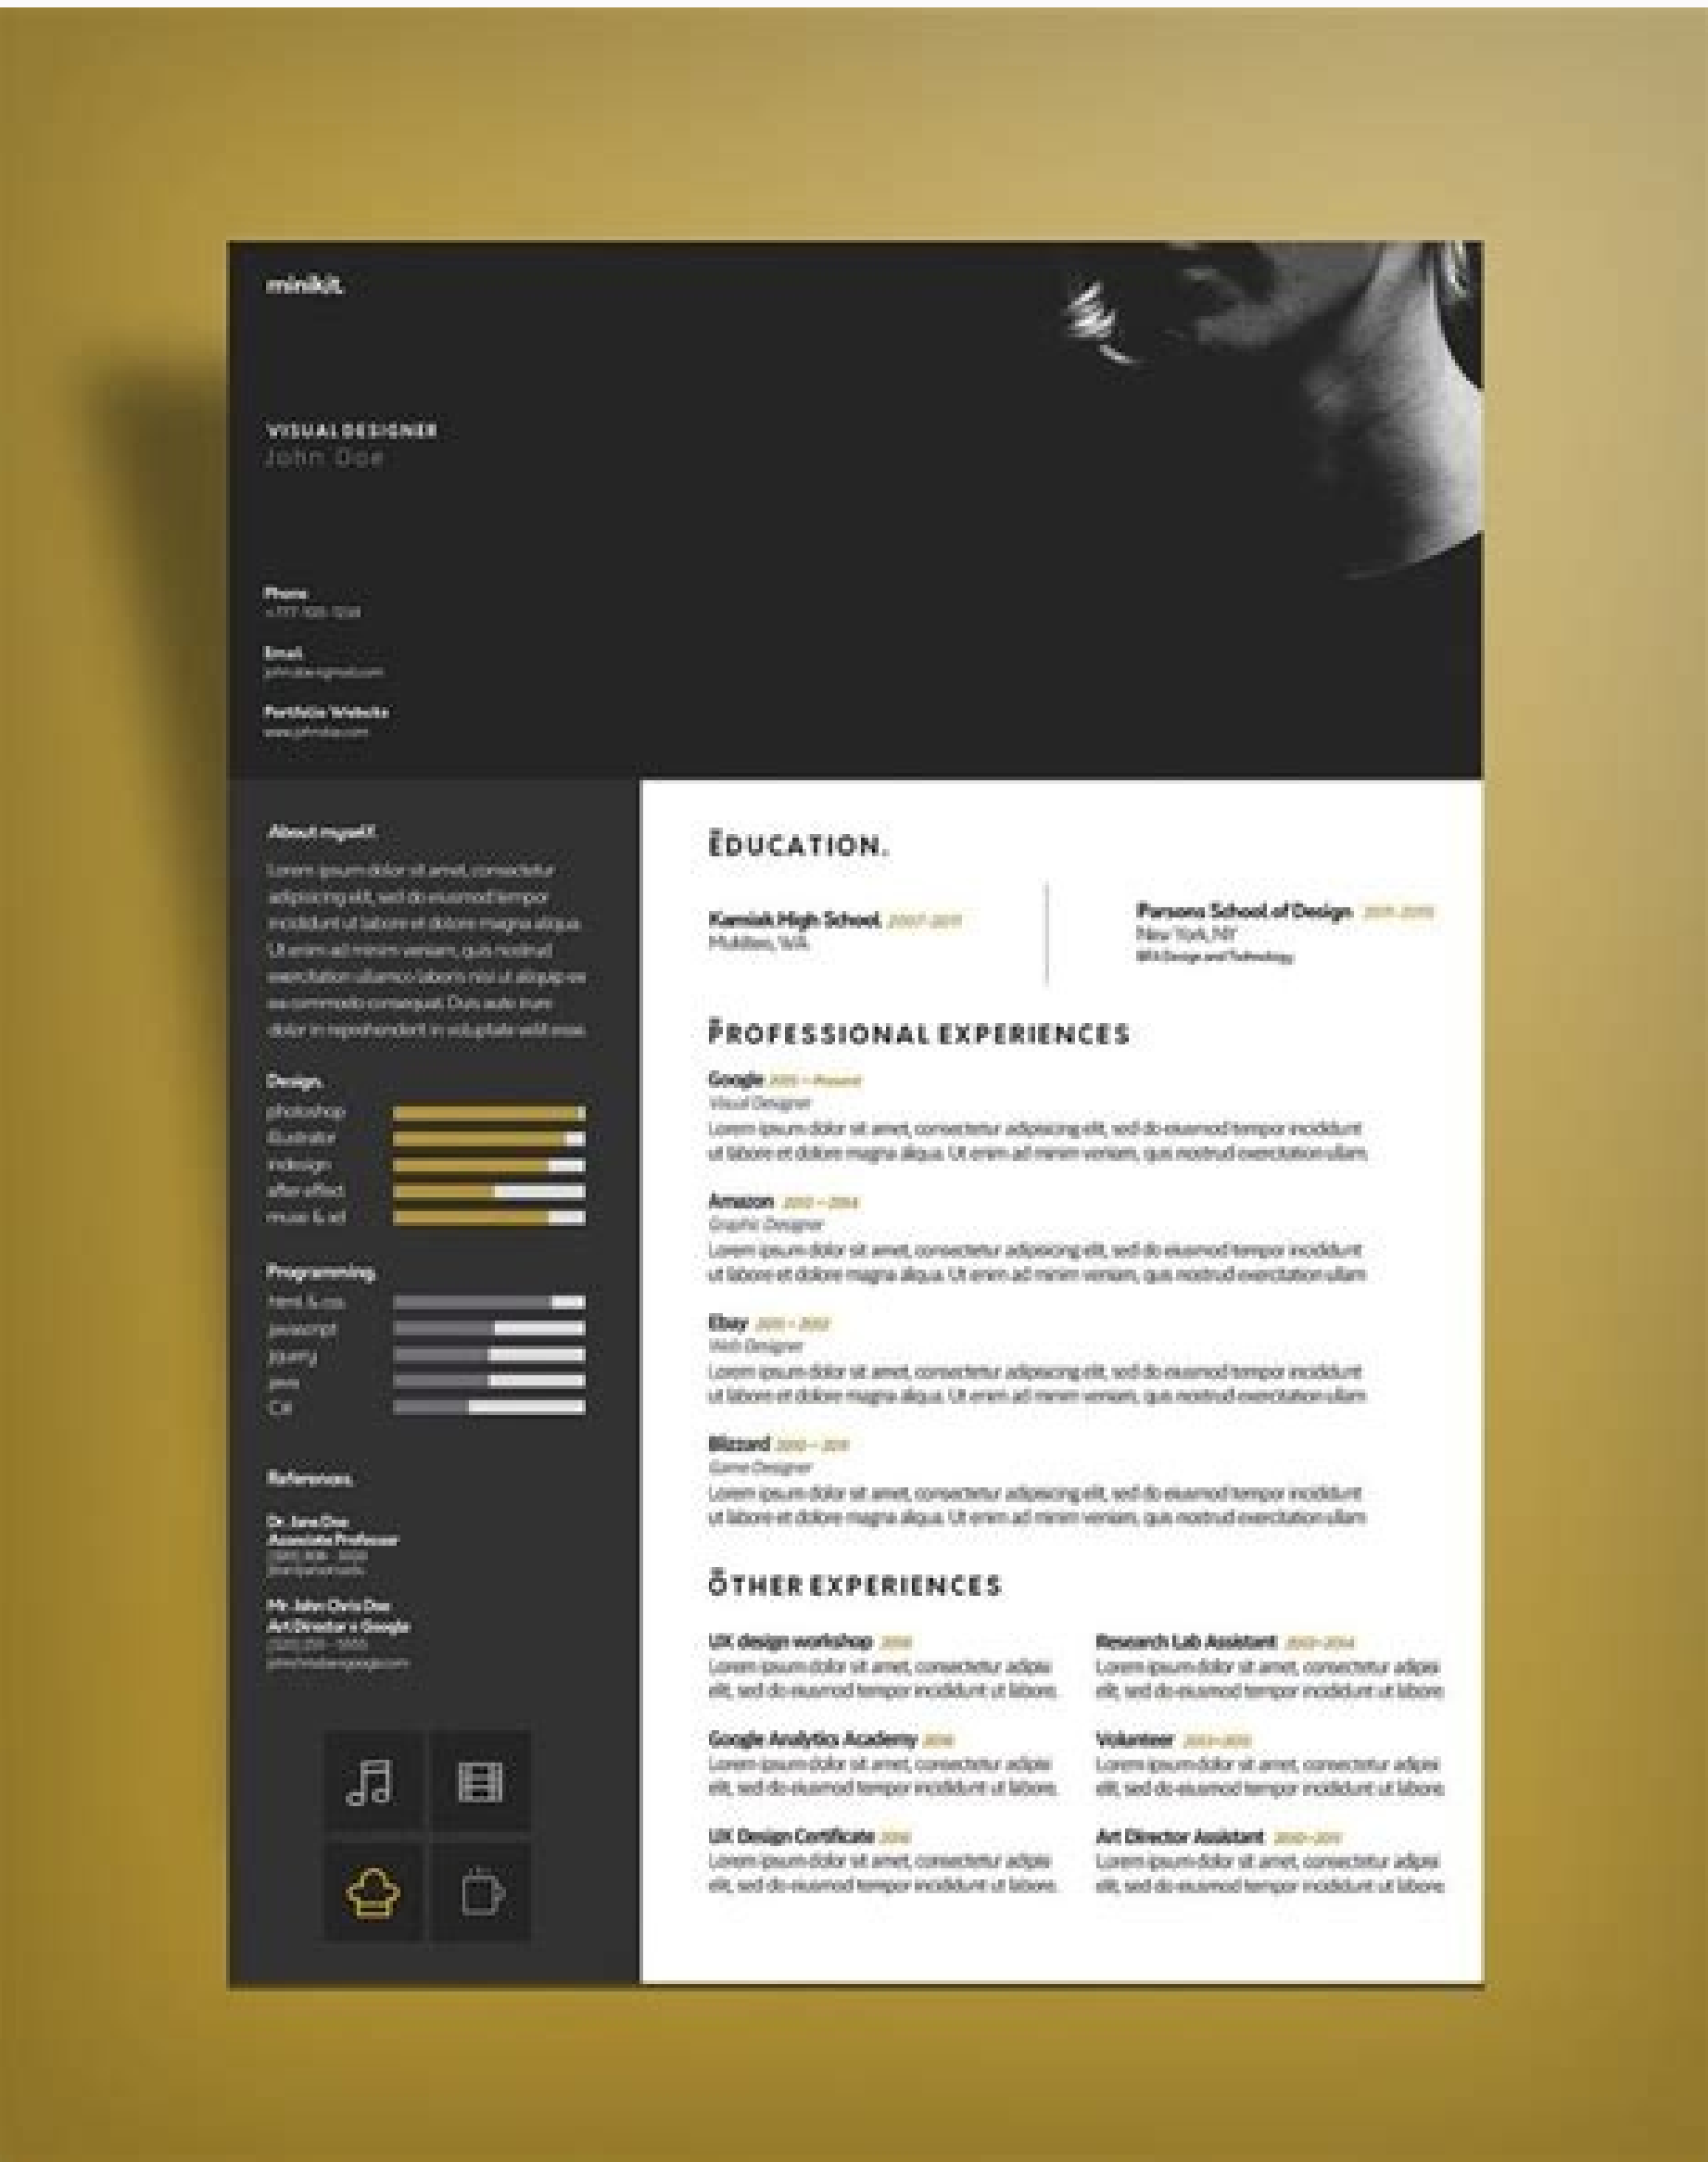 minikit.
VISUAL DESIGNER
John Doe
Phone
Email.
Portfolio Website
www.johndoe.com
About myself.
Lorem ipsum dolor sit amet, consectetur
adipisicing elit, sed do eiusmod tempor
incididunt ut labore et dolore magna aliqua.
Ut enim ad minim veniam, quis nostrud
exercitation ullamco laboris nisi ut aliquip ex
ea commodo consequat. Duis aute irure
dolor in reprehenderit in voluptate velit esse.
Design.
photoshop
illustrator
indesign
after effect
muse & xd
Programming.
html & css
javascript
jquery
java
References.
Dr. Jane Doe
Associate Professor
Mr. John Chris Doe
Art Director Google
EDUCATION.
Kamiak High School. 2007-2011
Mukilteo, WA
Parsons School of Design
New York, NY
BFA Design and Technology
PROFESSIONAL EXPERIENCES
Google – Present
Visual Designer
Lorem ipsum dolor sit amet, consectetur adipisicing elit, sed do eiusmod tempor incididunt
ut labore et dolore magna aliqua. Ut enim ad minim veniam, quis nostrud exercitation ullam.
Amazon
Graphic Designer
Lorem ipsum dolor sit amet, consectetur adipisicing elit, sed do eiusmod tempor incididunt
ut labore et dolore magna aliqua. Ut enim ad minim veniam, quis nostrud exercitation ullam
Ebay
Web Designer
Lorem ipsum dolor sit amet, consectetur adipisicing elit, sed do eiusmod tempor incididunt
ut labore et dolore magna aliqua. Ut enim ad minim veniam, quis nostrud exercitation ullam
Blizzard
Game Designer
Lorem ipsum dolor sit amet, consectetur adipisicing elit, sed do eiusmod tempor incididunt
ut labore et dolore magna aliqua. Ut enim ad minim veniam, quis nostrud exercitation ullam
OTHER EXPERIENCES
UX design workshop
Lorem ipsum dolor sit amet, consectetur adipisi
elit, sed do eiusmod tempor incididunt ut labore.
Google Analytics Academy
Lorem ipsum dolor sit amet, consectetur adipisi
elit, sed do eiusmod tempor incididunt ut labore.
UX Design Certificate
Lorem ipsum dolor sit amet, consectetur adipisi
elit, sed do eiusmod tempor incididunt ut labore.
Research Lab Assistant
Lorem ipsum dolor sit amet, consectetur adipisi
elit, sed do eiusmod tempor incididunt ut labore
Volunteer
Lorem ipsum dolor sit amet, consectetur adipisi
elit, sed do eiusmod tempor incididunt ut labore
Art Director Assistant
Lorem ipsum dolor sit amet, consectetur adipisi
elit, sed do eiusmod tempor incididunt ut labore